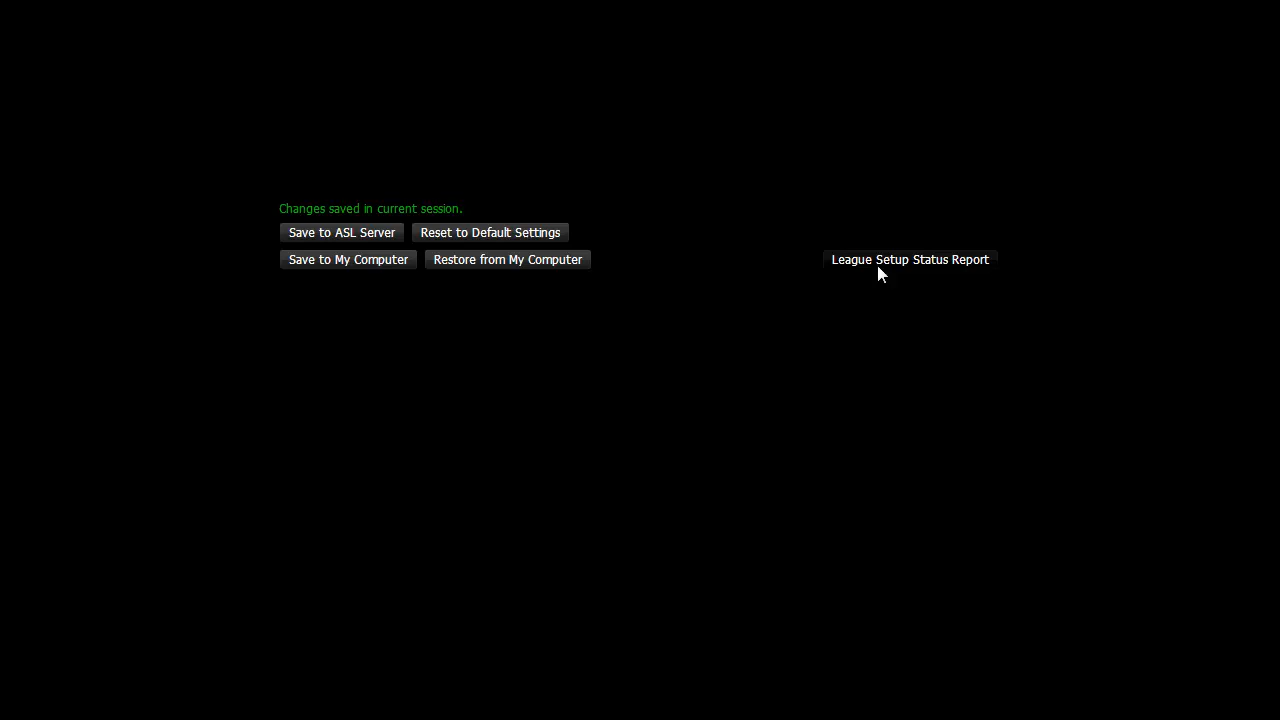 Changes saved in current session.
Save to ASL Server Reset to Default Settings
Save to My Computer Restore from My Computer League Setup Status Report